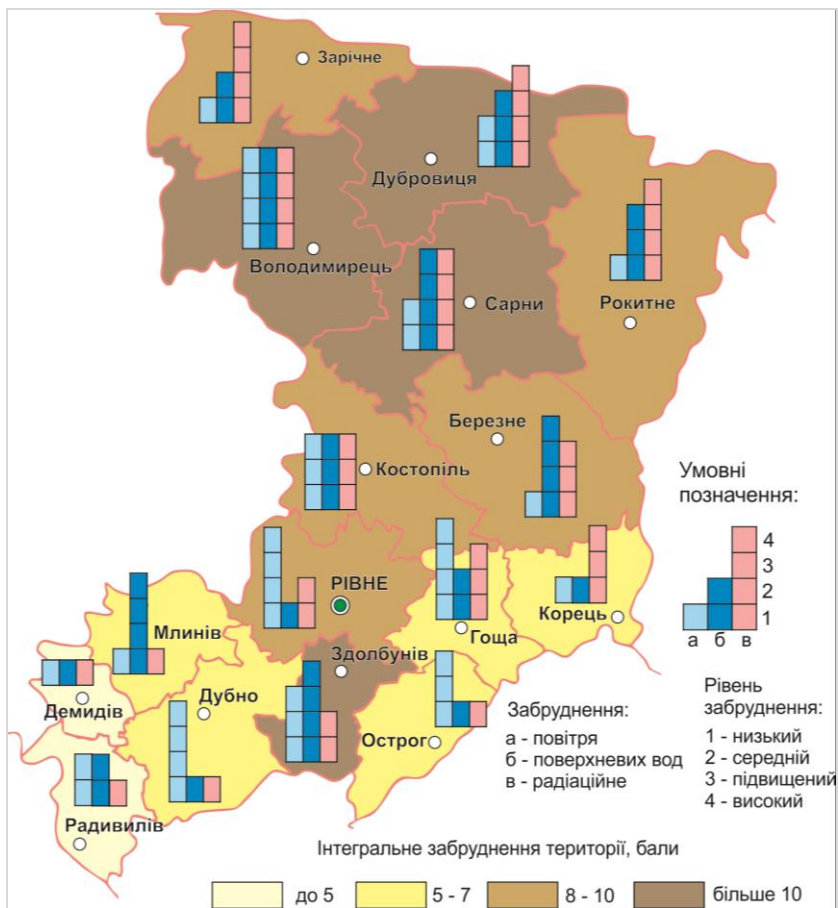 Зарічне
Дубровиця
Володимирець
Сарни
Рокитне
Березне
Костопіль
Умовні
позначення:
4
3
2
1
а б в
РІВНЕ
Корець
Млинів
Гоща
Здолбунів
Демидів
Дубно
Острог
Радивилів
Забруднення:
а - повітря
б - поверхневих вод
в - радіаційне
Рівень
забруднення:
1 - низький
2 - середній
3 - підвищений
4 - високий
Інтегральне забруднення території, бали
до 5 5 - 7 8 - 10 більше 10